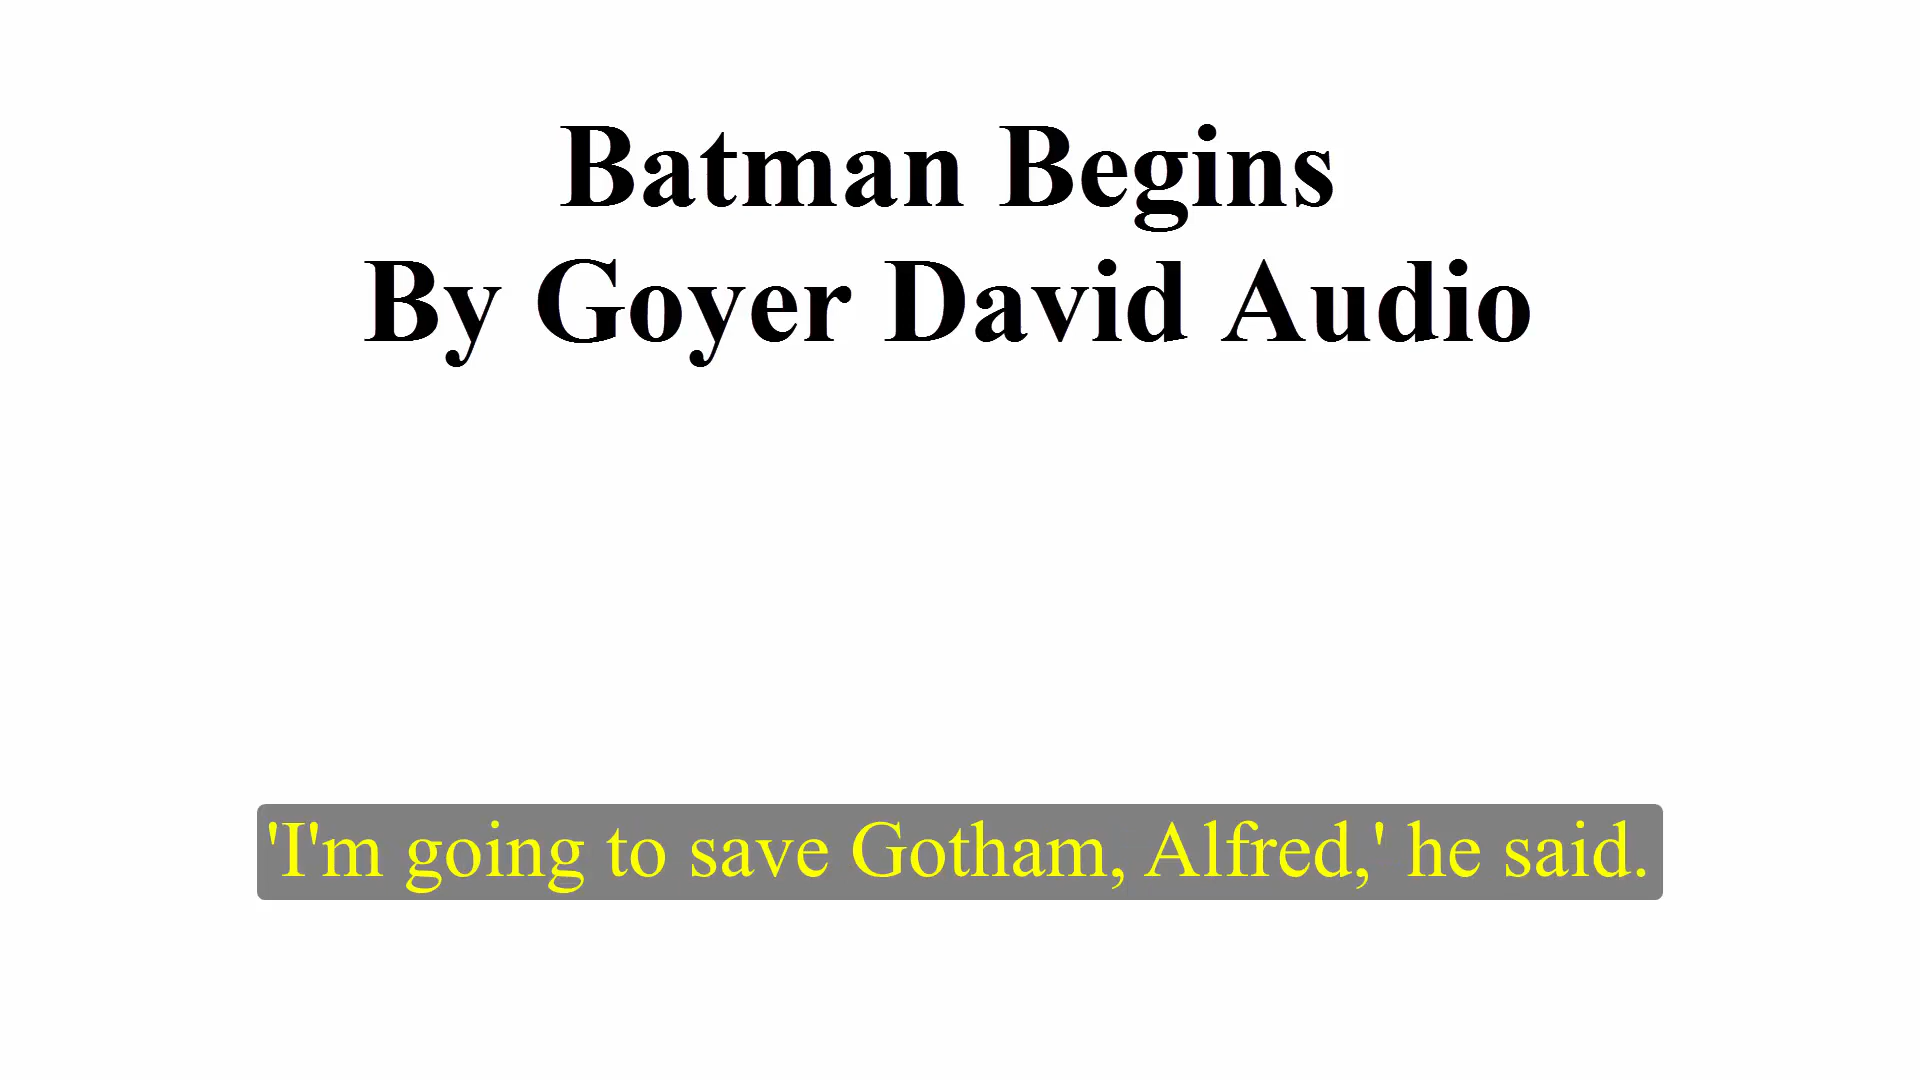 Batman Begins
By Goyer David Audio
'I'm going to save Gotham, Alfred,' he said.